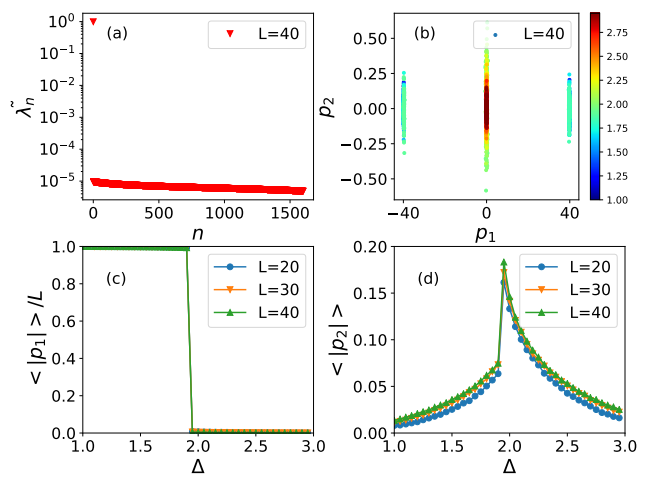 (a)
L=40
10⁰
10⁻¹
10⁻²
10⁻³
10⁻⁴
10⁻⁵
λ̃ₙ
0
500
1000
1500
n
(b)
L=40
0.50
0.25
0.00
−0.25
−0.50
p₂
−40
0
40
p₁
2.75
2.50
2.25
2.00
1.75
1.50
1.25
1.00
(c)
L=20
L=30
L=40
1.0
0.8
0.6
0.4
0.2
0.0
< |p₁| > /L
1.0
1.5
2.0
2.5
3.0
Δ
(d)
L=20
L=30
L=40
0.20
0.15
0.10
0.05
0.00
< |p₂| >
1.0
1.5
2.0
2.5
3.0
Δ